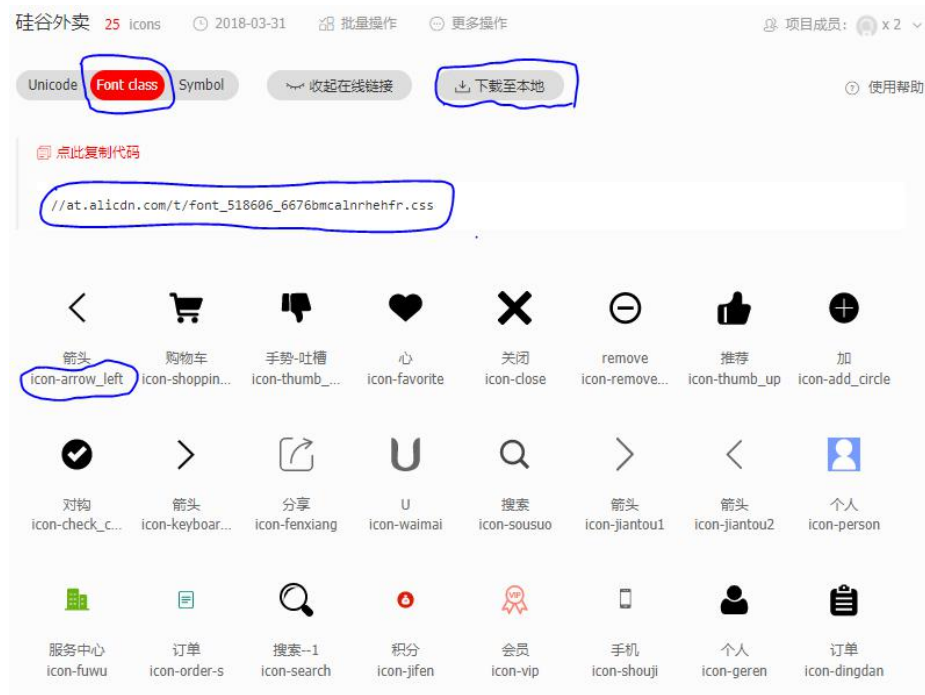 硅谷外卖 25 icons 2018-03-31 批量操作 更多操作 项目成员： x 2
Unicode Font class Symbol 收起在线链接 下载至本地 使用帮助
点此复制代码
//at.alicdn.com/t/font_518606_6676bmcalnrhehfr.css
箭头 购物车 手势-吐槽 心 关闭 remove 推荐 加
icon-arrow_left icon-shoppin... icon-thumb_... icon-favorite icon-close icon-remove... icon-thumb_up icon-add_circle
对钩 箭头 分享 U 搜索 箭头 箭头 个人
icon-check_c... icon-keyboar... icon-fenxiang icon-waimai icon-sousuo icon-jiantou1 icon-jiantou2 icon-person
VIP
服务中心 订单 搜索--1 积分 会员 手机 个人 订单
icon-fuwu icon-order-s icon-search icon-jifen icon-vip icon-shouji icon-geren icon-dingdan